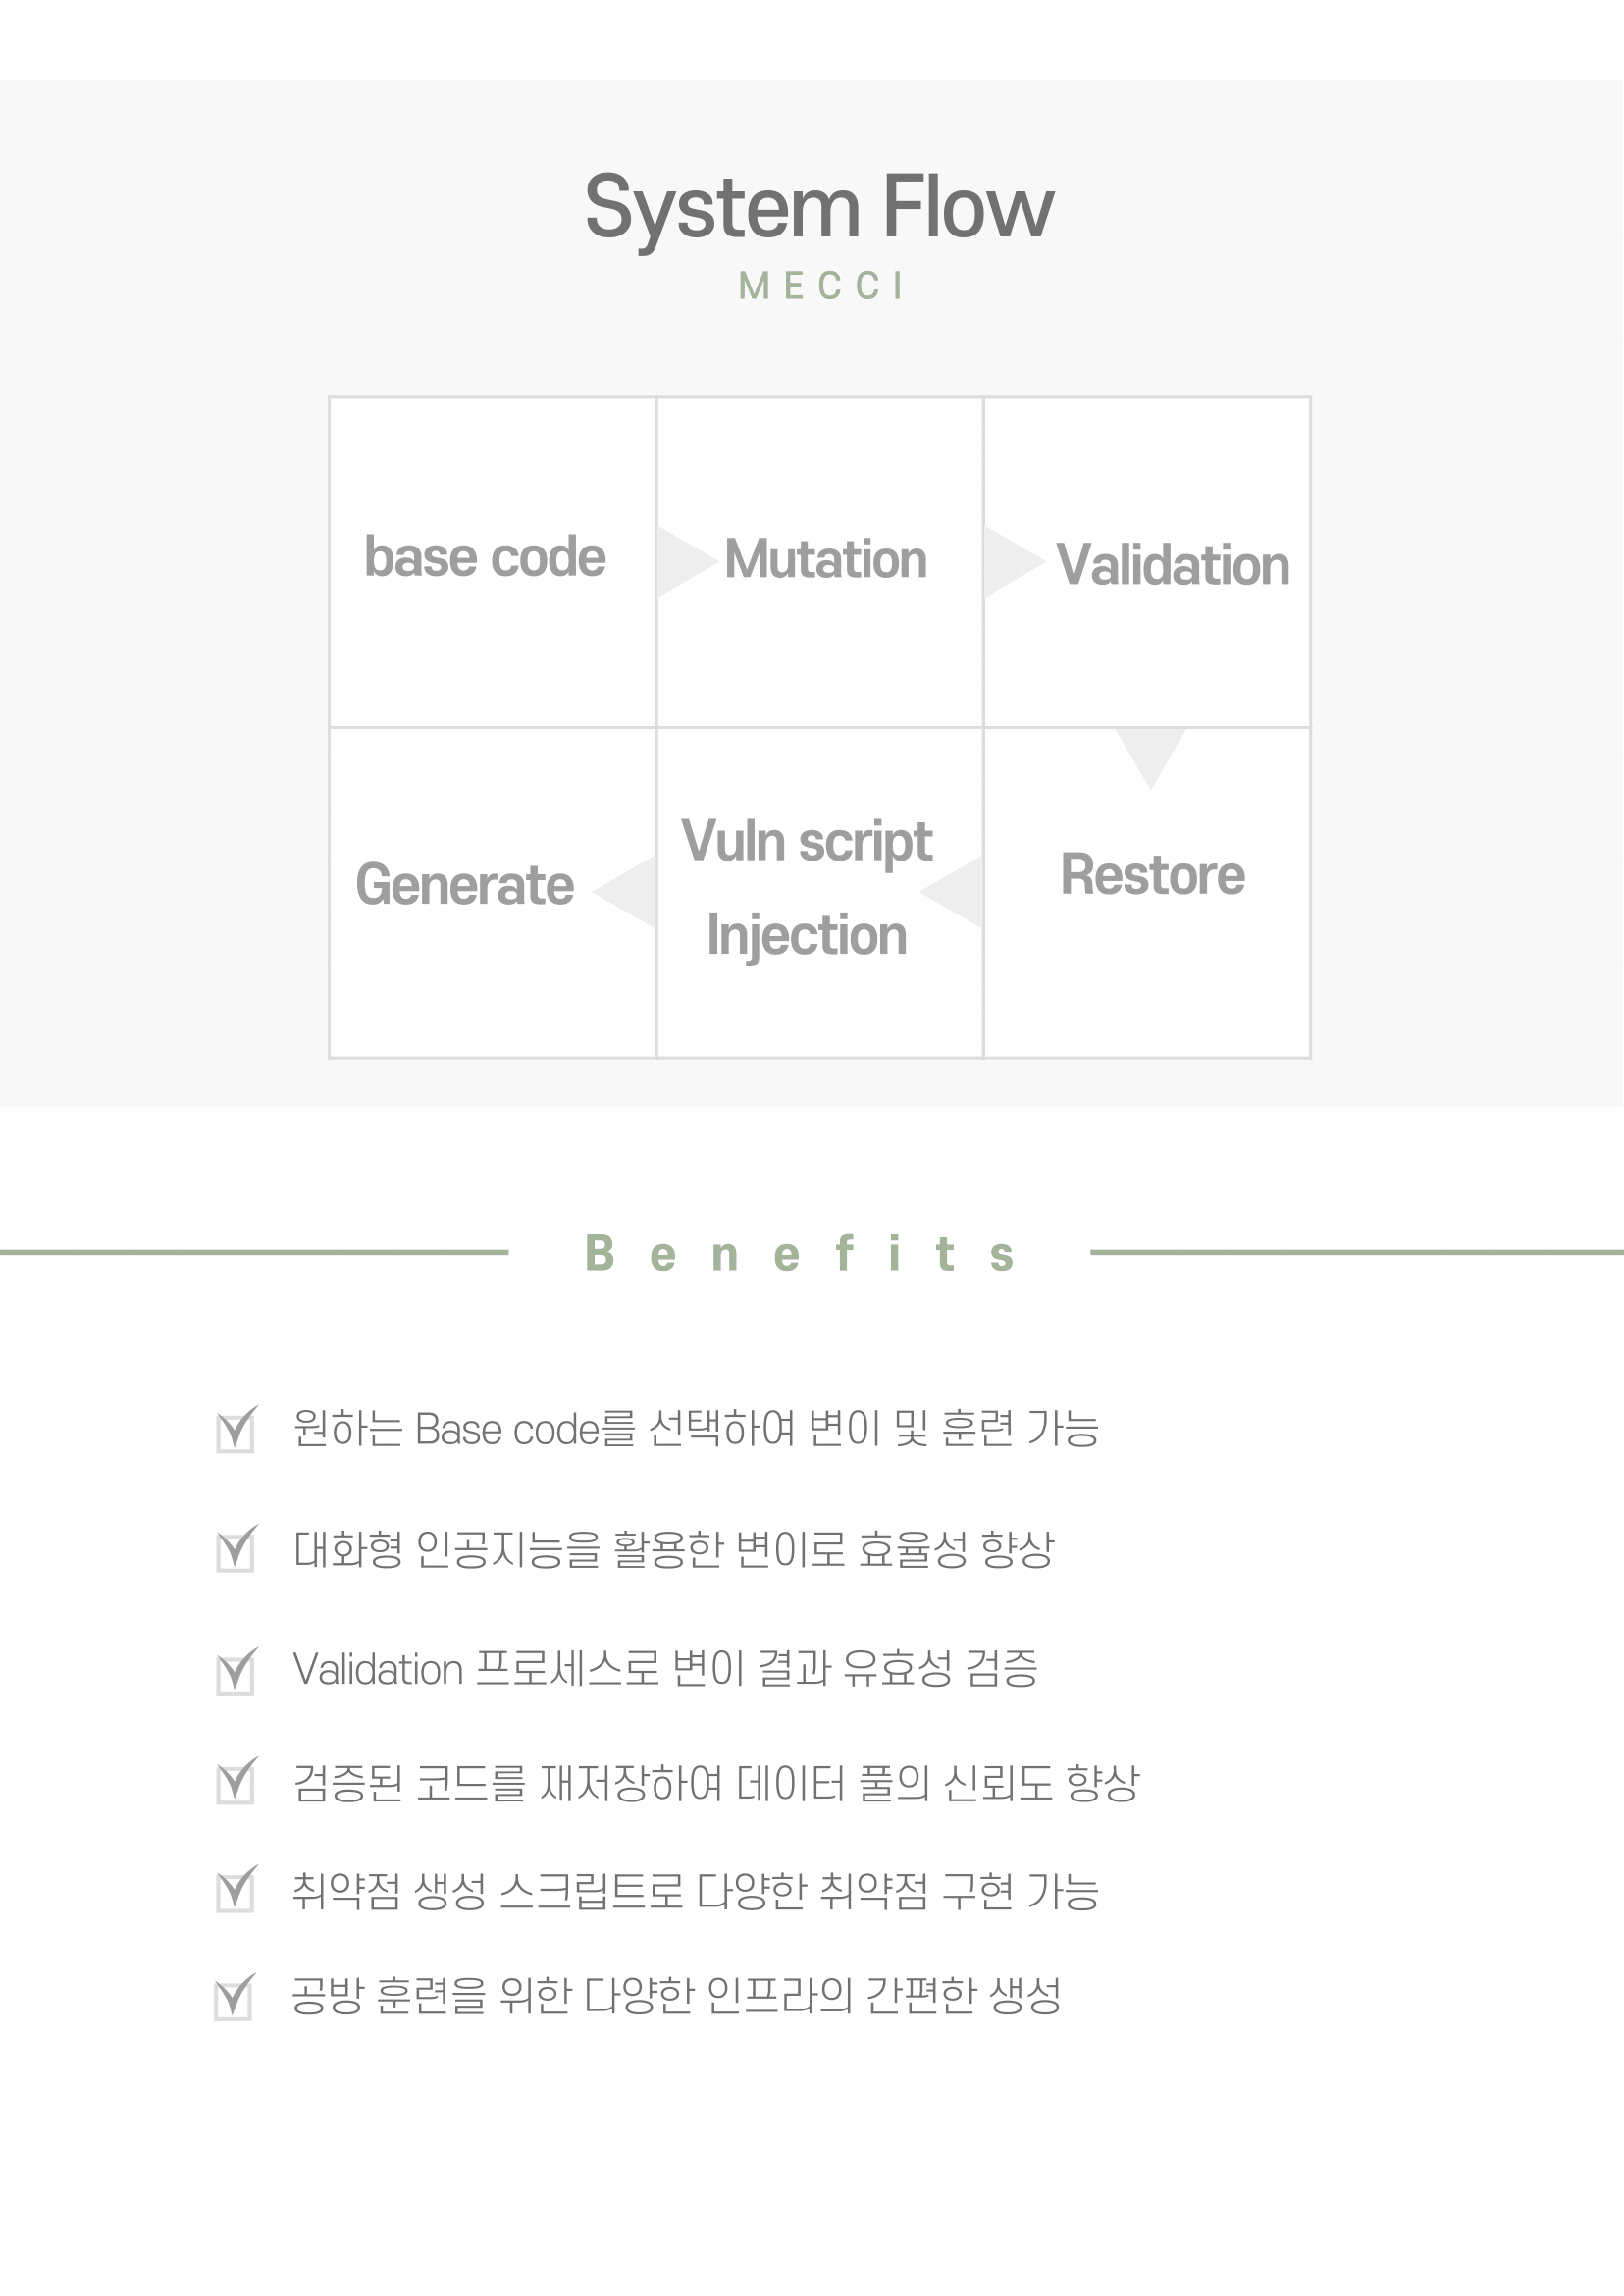 System Flow
MECCI
base code
Mutation
Validation
Restore
Vuln script
Injection
Generate
Benefits
원하는 Base code를 선택하여 변이 및 훈련 가능
대화형 인공지능을 활용한 변이로 효율성 향상
Validation 프로세스로 변이 결과 유효성 검증
검증된 코드를 재저장하여 데이터 풀의 신뢰도 향상
취약점 생성 스크립트로 다양한 취약점 구현 가능
공방 훈련을 위한 다양한 인프라의 간편한 생성